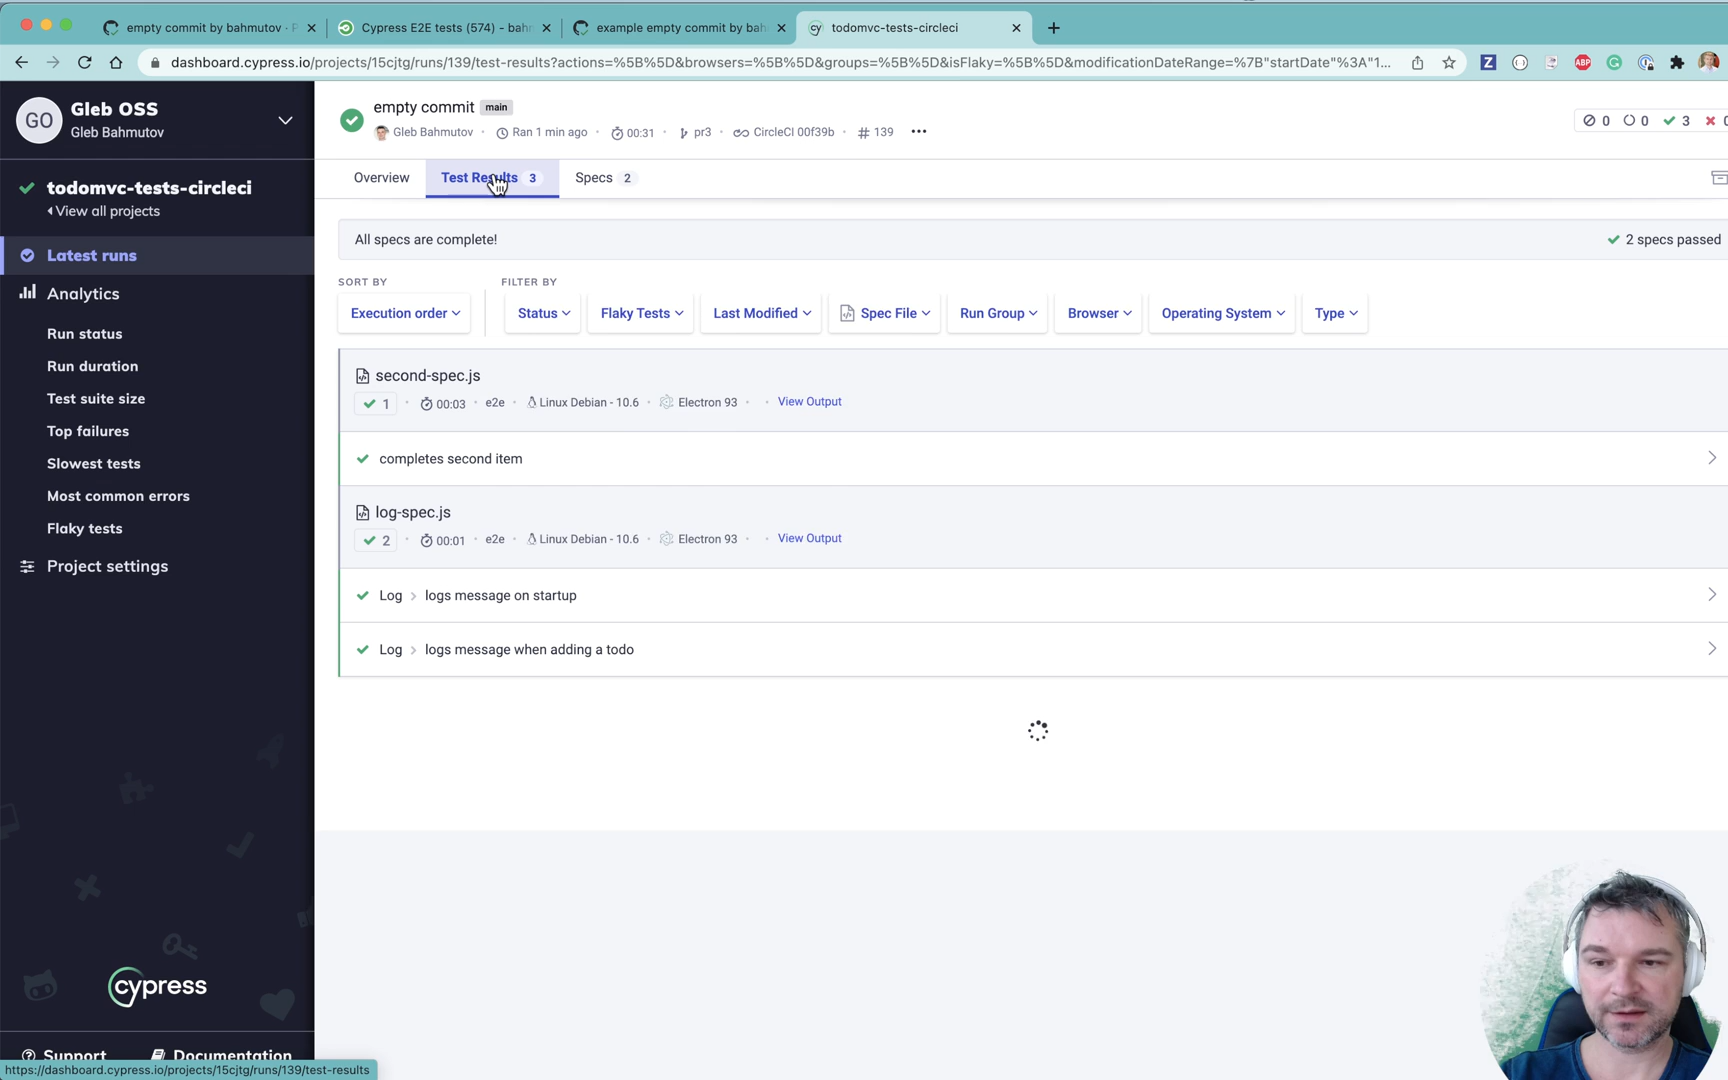 empty commit by bahmutov · P
Cypress E2E tests (574) - bahn
example empty commit by bah
cy todomvc-tests-circleci
dashboard.cypress.io/projects/15cjtg/runs/139/test-results?actions=%5B%5D&browsers=%5B%5D&groups=%5B%5D&isFlaky=%5B%5D&modificationDateRange=%7B"startDate"%3A"1...
Z
ABP
GO
Gleb OSS
Gleb Bahmutov
todomvc-tests-circleci
View all projects
Latest runs
Analytics
Run status
Run duration
Test suite size
Top failures
Slowest tests
Most common errors
Flaky tests
Project settings
cypress
Support
Documentation
https://dashboard.cypress.io/projects/15cjtg/runs/139/test-results
empty commit main
Gleb Bahmutov · Ran 1 min ago · 00:31 · pr3 · CircleCI 00f39b · # 139 •••
0 0 3 0
Overview
Test Results 3
Specs 2
All specs are complete!
2 specs passed
SORT BY
FILTER BY
Execution order
Status
Flaky Tests
Last Modified
Spec File
Run Group
Browser
Operating System
Type
second-spec.js
1 · 00:03 · e2e · Linux Debian - 10.6 · Electron 93 · · View Output
completes second item
log-spec.js
2 · 00:01 · e2e · Linux Debian - 10.6 · Electron 93 · · View Output
Log > logs message on startup
Log > logs message when adding a todo